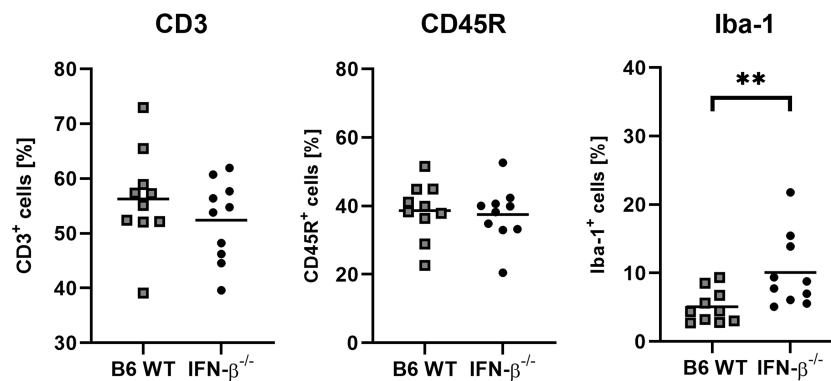 CD3
CD3⁺ cells [%]
80
70
60
50
40
30
B6 WT IFN-β⁻/⁻
CD45R
CD45R⁺ cells [%]
80
60
40
20
0
B6 WT IFN-β⁻/⁻
Iba-1
Iba-1⁺ cells [%]
40
30
20
10
0
**
B6 WT IFN-β⁻/⁻